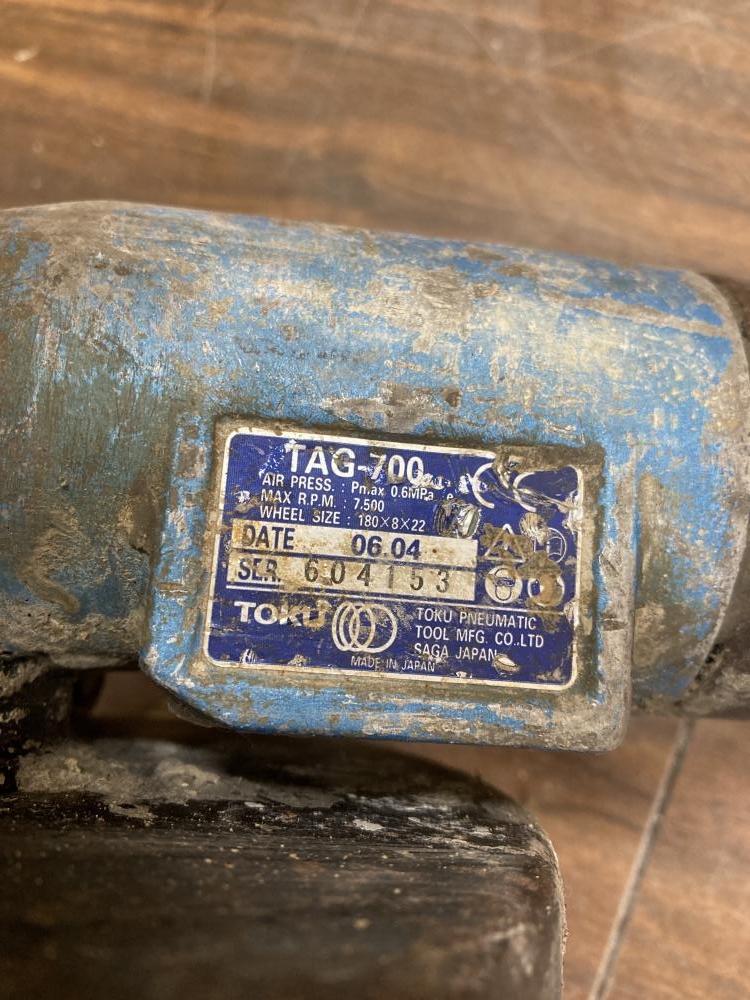 TAG-700
AIR PRESS. : Pmax 0.6MPa
MAX R.P.M. : 7.500
WHEEL SIZE : 180×8×22
DATE 06.04
SER. 604153
TOKU
TOKU PNEUMATIC
TOOL MFG. CO.,LTD
SAGA JAPAN
MADE IN JAPAN